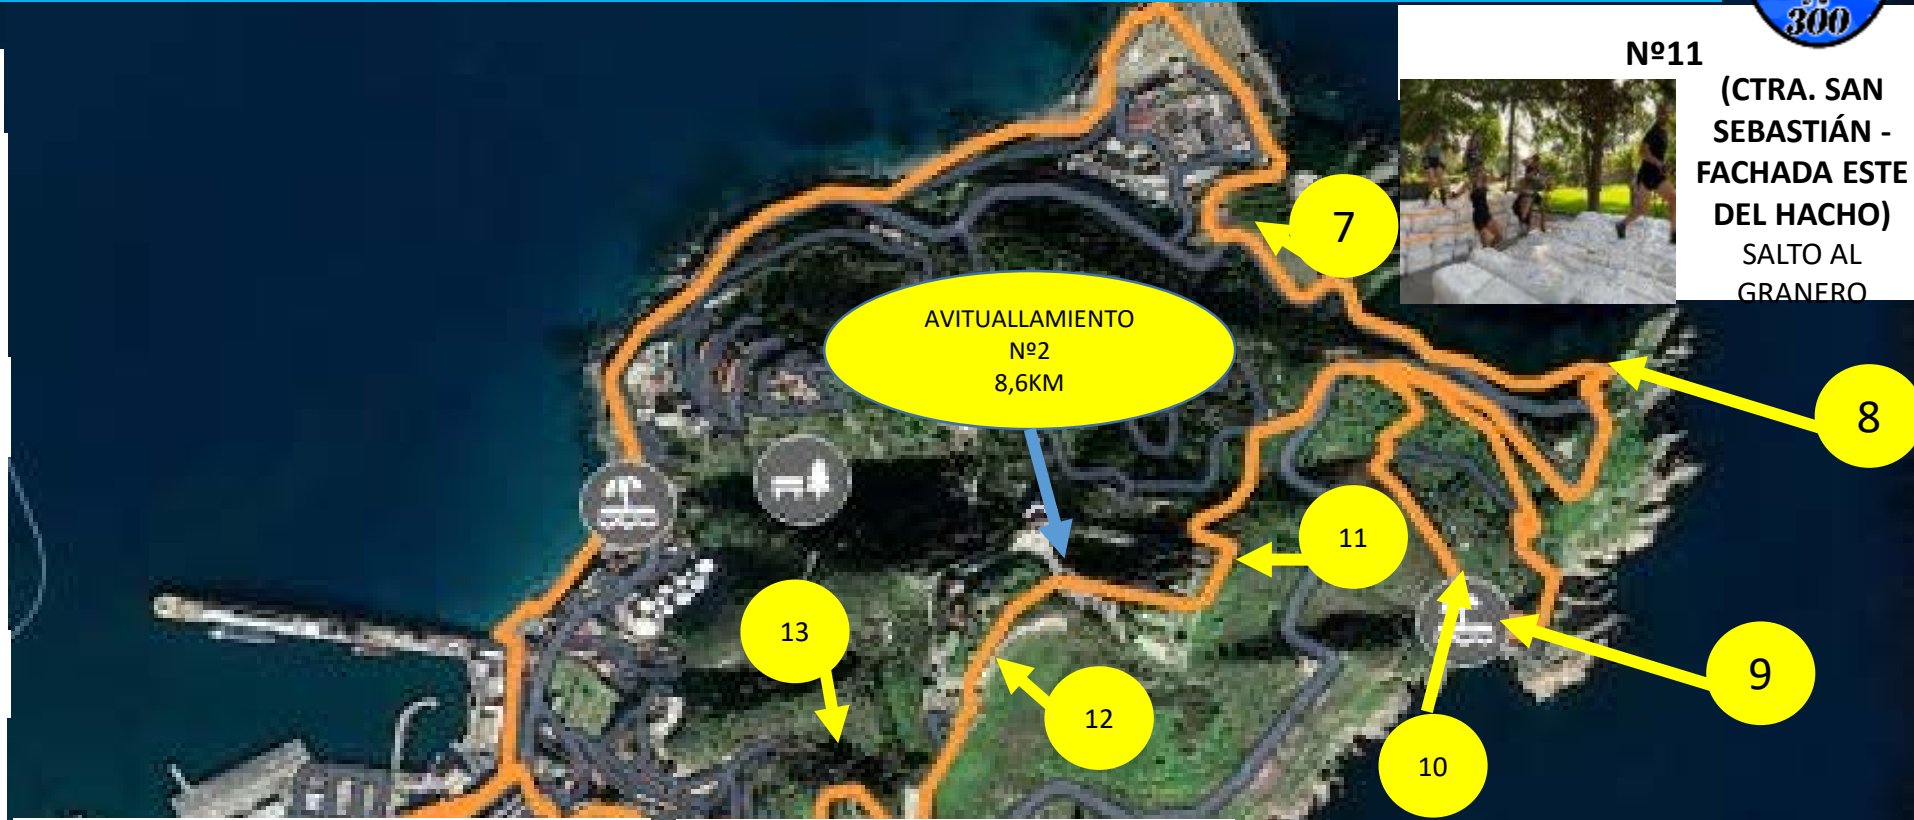 300
Nº11
(CTRA. SAN
SEBASTIÁN -
FACHADA ESTE
DEL HACHO)
SALTO AL
GRANERO
7
AVITUALLAMIENTO
Nº2
8,6KM
8
11
13
9
12
10